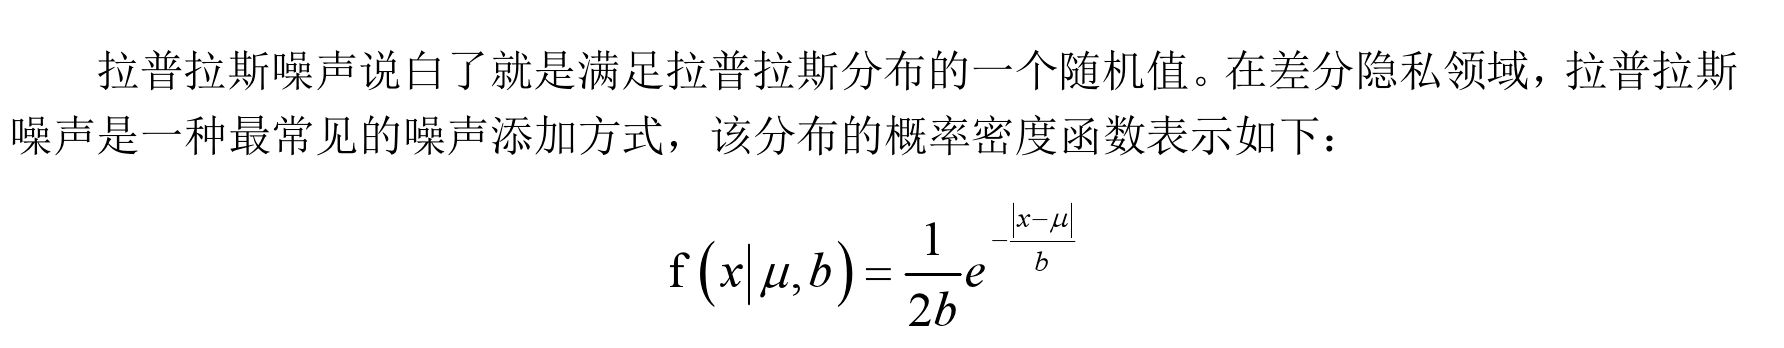 拉普拉斯噪声说白了就是满足拉普拉斯分布的一个随机值。在差分隐私领域，拉普拉斯
噪声是一种最常见的噪声添加方式，该分布的概率密度函数表示如下：
f(x|μ,b)=\frac{1}{2b}e^{-\frac{|x-μ|}{b}}